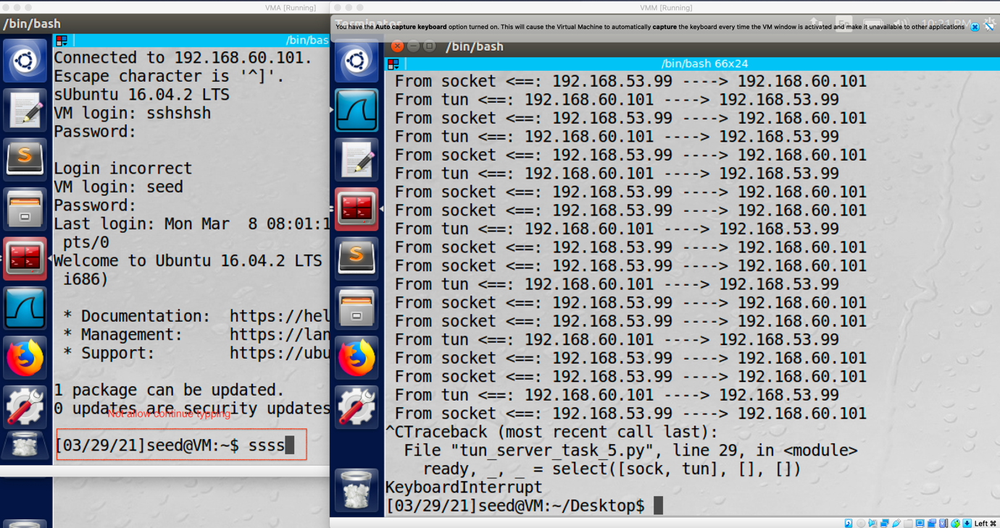 VMA [Running]
/bin/bash
/bin/bas
Connected to 192.168.60.101.
Escape character is '^]'.
sUbuntu 16.04.2 LTS
VM login: sshshsh
Password:
Login incorrect
VM login: seed
Password:
Last login: Mon Mar  8 08:01:1
 pts/0
Welcome to Ubuntu 16.04.2 LTS
 i686)
 * Documentation:  https://hel
 * Management:     https://lan
 * Support:        https://ubu
1 package can be updated.
0 updates are security updates
Not allow continue typping
[03/29/21]seed@VM:~$ ssss
VMM [Running]
You have the Auto capture keyboard option turned on. This will cause the Virtual Machine to automatically capture the keyboard every time the VM window is activated and make it unavailable to other applications
/bin/bash
/bin/bash 66x24
From socket <==: 192.168.53.99 ----> 192.168.60.101
From tun <==: 192.168.60.101 ----> 192.168.53.99
From socket <==: 192.168.53.99 ----> 192.168.60.101
From tun <==: 192.168.60.101 ----> 192.168.53.99
From socket <==: 192.168.53.99 ----> 192.168.60.101
From tun <==: 192.168.60.101 ----> 192.168.53.99
From socket <==: 192.168.53.99 ----> 192.168.60.101
From socket <==: 192.168.53.99 ----> 192.168.60.101
From tun <==: 192.168.60.101 ----> 192.168.53.99
From socket <==: 192.168.53.99 ----> 192.168.60.101
From socket <==: 192.168.53.99 ----> 192.168.60.101
From tun <==: 192.168.60.101 ----> 192.168.53.99
From socket <==: 192.168.53.99 ----> 192.168.60.101
From socket <==: 192.168.53.99 ----> 192.168.60.101
From tun <==: 192.168.60.101 ----> 192.168.53.99
From socket <==: 192.168.53.99 ----> 192.168.60.101
From socket <==: 192.168.53.99 ----> 192.168.60.101
From tun <==: 192.168.60.101 ----> 192.168.53.99
From socket <==: 192.168.53.99 ----> 192.168.60.101
^CTraceback (most recent call last):
  File "tun_server_task_5.py", line 29, in <module>
    ready, _, _ = select([sock, tun], [], [])
KeyboardInterrupt
[03/29/21]seed@VM:~/Desktop$
Left ⌘